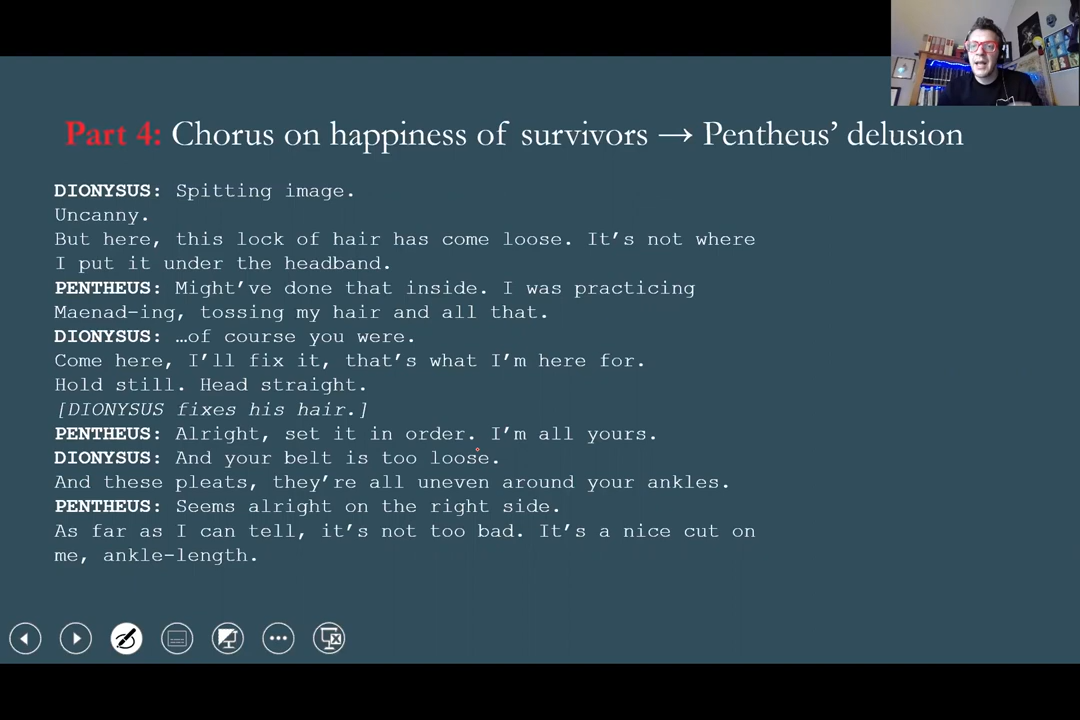 Part 4: Chorus on happiness of survivors → Pentheus’ delusion
DIONYSUS: Spitting image.
Uncanny.
But here, this lock of hair has come loose. It’s not where
I put it under the headband.
PENTHEUS: Might’ve done that inside. I was practicing
Maenad-ing, tossing my hair and all that.
DIONYSUS: …of course you were.
Come here, I’ll fix it, that’s what I’m here for.
Hold still. Head straight.
[DIONYSUS fixes his hair.]
PENTHEUS: Alright, set it in order. I’m all yours.
DIONYSUS: And your belt is too loose.
And these pleats, they’re all uneven around your ankles.
PENTHEUS: Seems alright on the right side.
As far as I can tell, it’s not too bad. It’s a nice cut on
me, ankle-length.